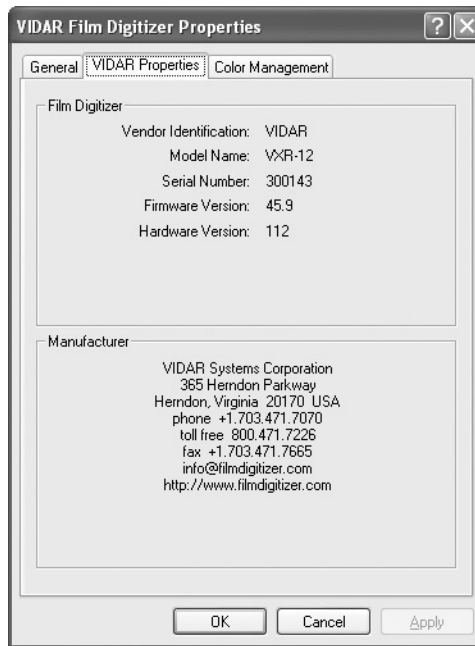 VIDAR Film Digitizer Properties
General VIDAR Properties Color Management
Film Digitizer
Vendor Identification: VIDAR
Model Name: VXR-12
Serial Number: 300143
Firmware Version: 45.9
Hardware Version: 112
Manufacturer
VIDAR Systems Corporation
365 Herndon Parkway
Herndon, Virginia 20170 USA
phone +1.703.471.7070
toll free 800.471.7226
fax +1.703.471.7665
info@filmdigitizer.com
http://www.filmdigitizer.com
OK Cancel Apply